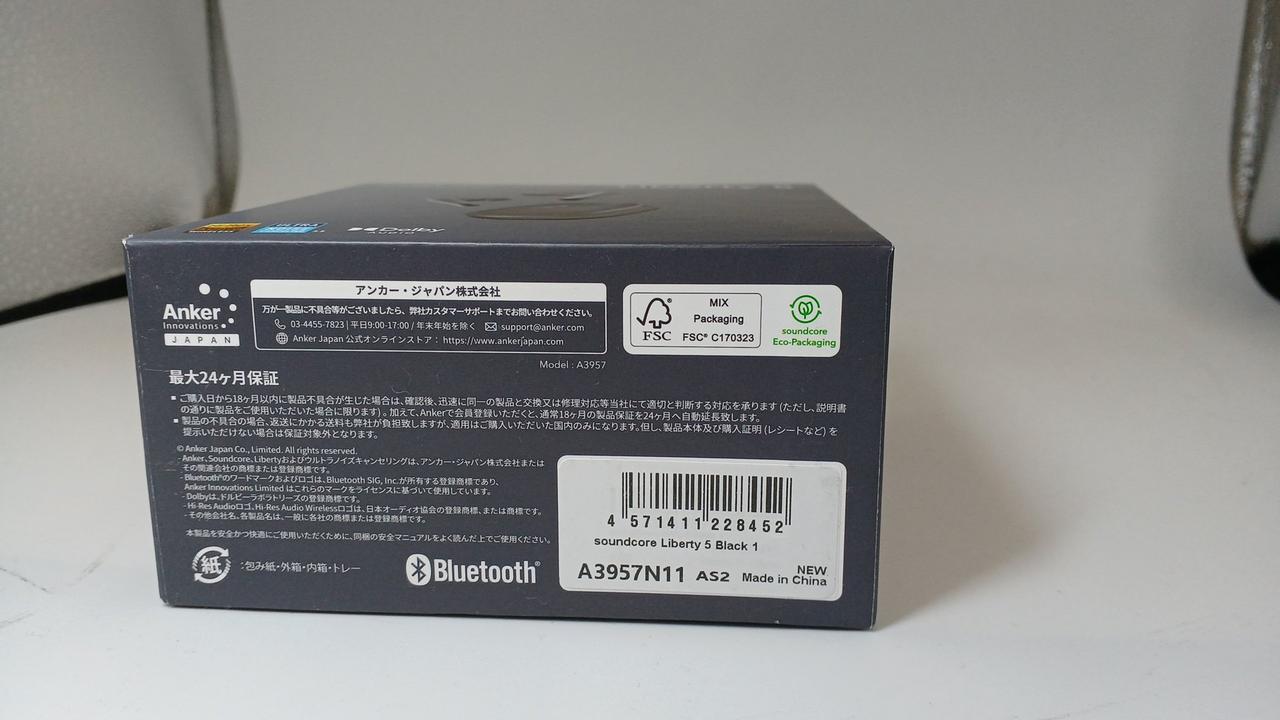 Dolby
AUDIO
Anker
Innovations
JAPAN
アンカー・ジャパン株式会社
万が一製品に不具合等がございましたら、弊社カスタマーサポートまでお問い合わせください。
03-4455-7823 | 平日9:00-17:00 / 年末年始を除く support@anker.com
Anker Japan 公式オンラインストア : https://www.ankerjapan.com
FSC
MIX
Packaging
FSC® C170323
soundcore
Eco-Packaging
Model : A3957
最大24ヶ月保証
■ ご購入日から18ヶ月以内に製品不具合が生じた場合は、確認後、迅速に同一の製品と交換又は修理対応等当社にて適切と判断する対応を承ります (ただし、説明書
の通りに製品をご使用いただいた場合に限ります) 。加えて、Ankerで会員登録いただくと、通常18ヶ月の製品保証を24ヶ月へ自動延長致します。
■ 製品の不具合の場合、返送にかかる送料も弊社が負担致しますが、適用はご購入いただいた国内のみになります。但し、製品本体及び購入証明 (レシートなど) を
提示いただけない場合は保証対象外となります。
© Anker Japan Co., Limited. All rights reserved.
- Anker、Soundcore、Libertyおよびウルトラノイズキャンセリングは、アンカー・ジャパン株式会社または
その関連会社の商標または登録商標です。
- Bluetooth®のワードマークおよびロゴは、Bluetooth SIG, Inc.が所有する登録商標であり、
Anker Innovations Limited はこれらのマークをライセンスに基づいて使用しています。
- Dolbyは、ドルビーラボラトリーズの登録商標です。
- Hi-Res Audioロゴ、Hi-Res Audio Wirelessロゴは、日本オーディオ協会の登録商標、または商標です。
- その他会社名、各製品名は、一般に各社の商標または登録商標です。
本製品を安全かつ快適にご使用いただくために、同梱の安全マニュアルをよく読んだ上でご使用ください。
紙 :包み紙・外箱・内箱・トレー
Bluetooth®
4 571411 228452
soundcore Liberty 5 Black 1
A3957N11 AS2
NEW
Made in China